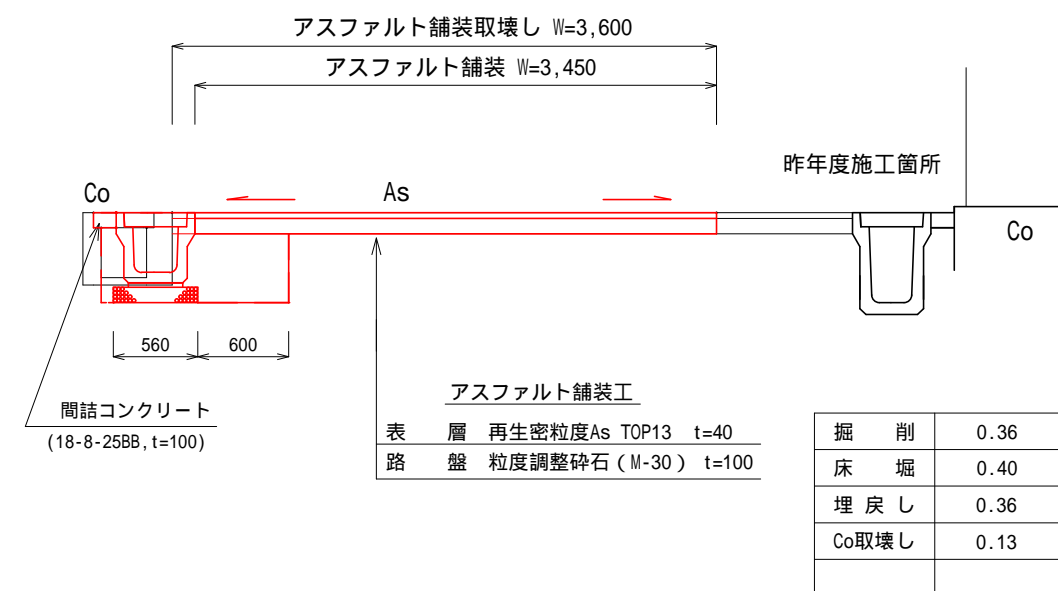 アスファルト舗装取壊し W=3,600
アスファルト舗装 W=3,450
昨年度施工箇所
Co
As
Co
560
600
間詰コンクリート
(18-8-25BB,t=100)
アスファルト舗装工
表 層 再生密粒度As TOP13 t=40
路 盤 粒度調整砕石(M-30) t=100
掘 削 0.36
床 堀 0.40
埋 戻 し 0.36
Co取壊し 0.13